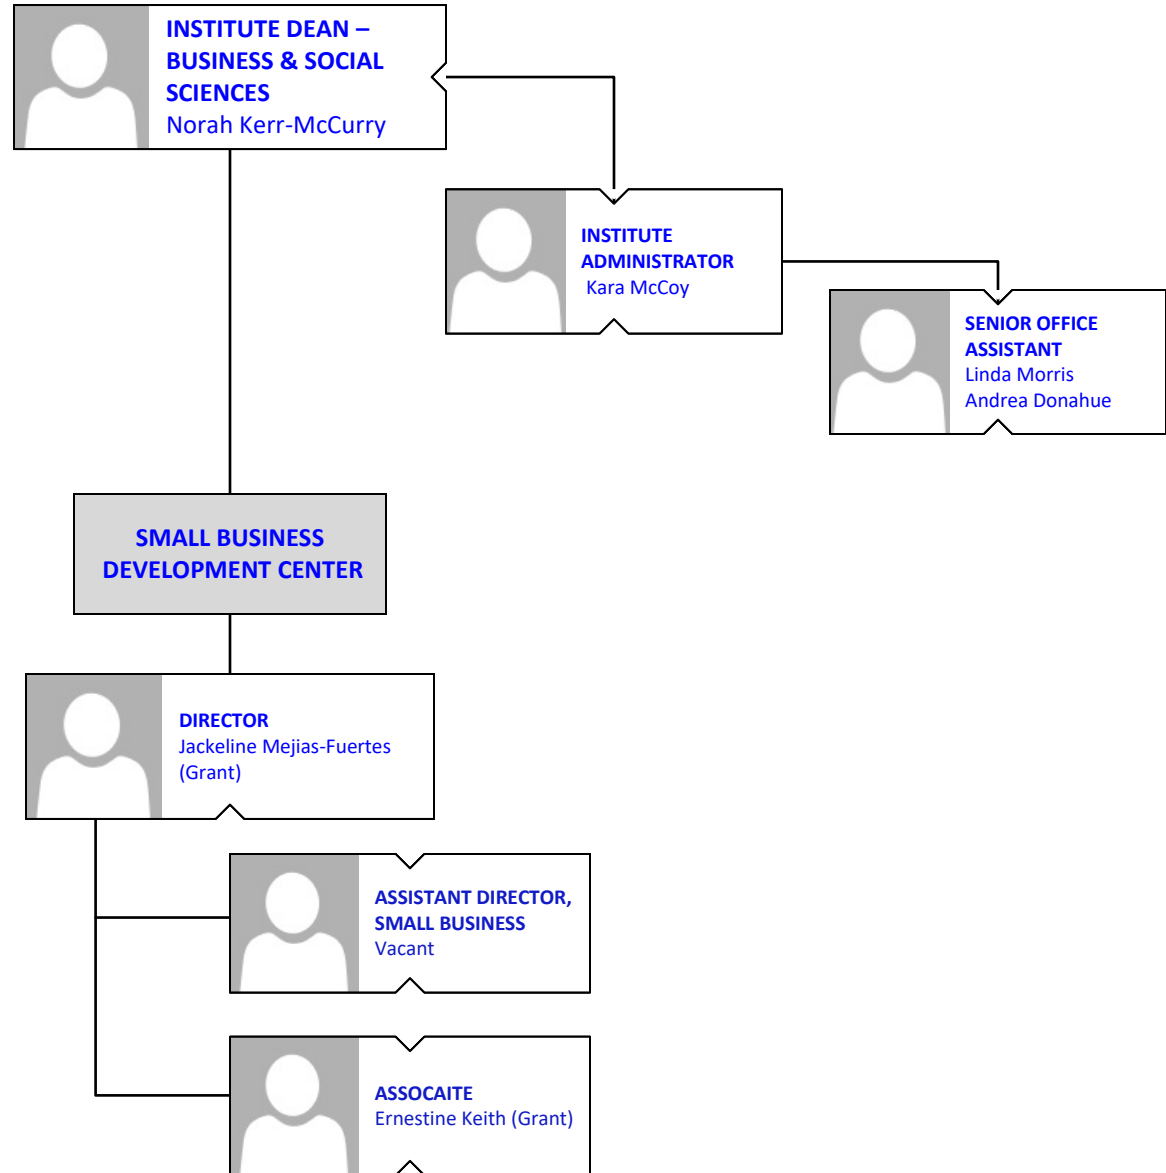 INSTITUTE DEAN –
BUSINESS & SOCIAL
SCIENCES
Norah Kerr-McCurry
INSTITUTE
ADMINISTRATOR
Kara McCoy
SENIOR OFFICE
ASSISTANT
Linda Morris
Andrea Donahue
SMALL BUSINESS
DEVELOPMENT CENTER
DIRECTOR
Jackeline Mejias-Fuertes
(Grant)
ASSISTANT DIRECTOR,
SMALL BUSINESS
Vacant
ASSOCAITE
Ernestine Keith (Grant)